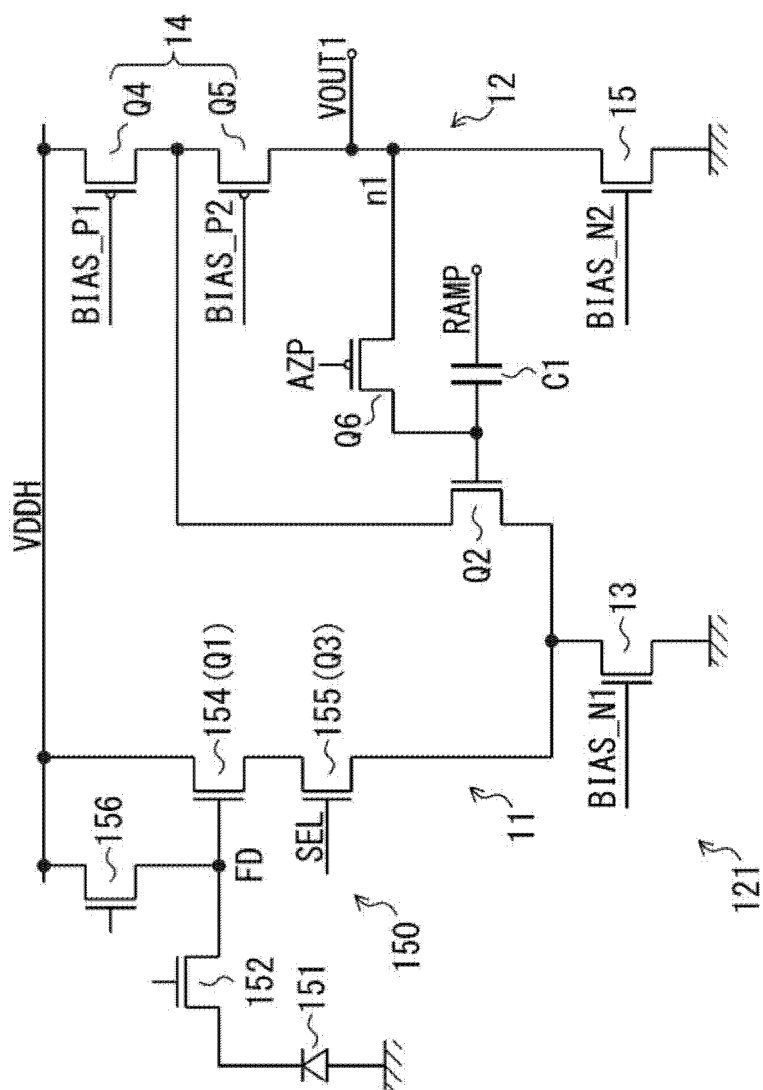 VDDH
156
FD
152
151
150
154(Q1)
155(Q3)
SEL
11
121
BIAS_N1
13
Q2
Q6
AZP
C1
RAMP
BIAS_P1
Q4
14
BIAS_P2
Q5
VOUT1
n1
12
15
BIAS_N2